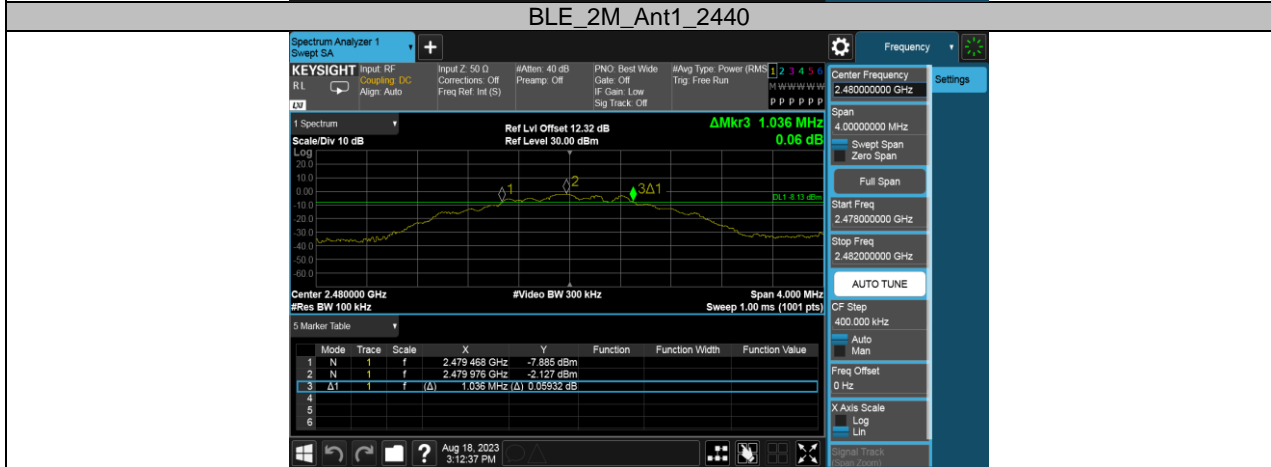 BLE_2M_Ant1_2440
Spectrum Analyzer 1
Swept SA
+
Frequency
KEYSIGHT
RL
LXI
Input: RF
Coupling: DC
Align: Auto
Input Z: 50 Ω
Corrections: Off
Freq Ref: Int (S)
#Atten: 40 dB
Preamp: Off
PNO: Best Wide
Gate: Off
IF Gain: Low
Sig Track: Off
#Avg Type: Power (RMS
Trig: Free Run
1 2 3 4 5 6
M W W W W W
P P P P P P
1 Spectrum
Scale/Div 10 dB
Ref Lvl Offset 12.32 dB
Ref Level 30.00 dBm
ΔMkr3 1.036 MHz
0.06 dB
Log
20.0
10.0
0.00
-10.0
-20.0
-30.0
-40.0
-50.0
-60.0
1
2
3Δ1
DL1 -8.13 dBm
Center 2.480000 GHz
#Res BW 100 kHz
#Video BW 300 kHz
Span 4.000 MHz
Sweep 1.00 ms (1001 pts)
5 Marker Table
Mode Trace Scale X Y Function Function Width Function Value
1 N 1 f 2.479 468 GHz -7.885 dBm
2 N 1 f 2.479 976 GHz -2.127 dBm
3 Δ1 1 f (Δ) 1.036 MHz (Δ) 0.05932 dB
4
5
6
Aug 18, 2023
3:12:37 PM
?
Center Frequency
2.480000000 GHz
Settings
Span
4.00000000 MHz
Swept Span
Zero Span
Full Span
Start Freq
2.478000000 GHz
Stop Freq
2.482000000 GHz
AUTO TUNE
CF Step
400.000 kHz
Auto
Man
Freq Offset
0 Hz
X Axis Scale
Log
Lin
Signal Track
(Span Zoom)